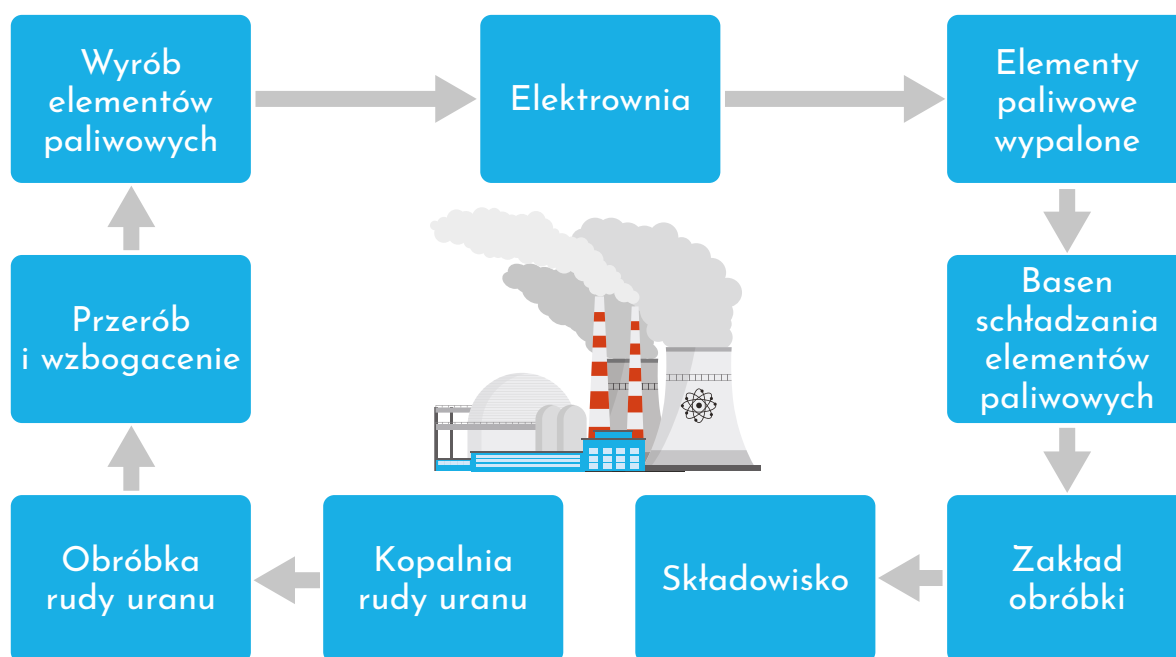 Wyrób
elementów
paliwowych
Elektrownia
Elementy
paliwowe
wypalone
Przerób
i wzbogacenie
Basen
schładzania
elementów
paliwowych
Obróbka
rudy uranu
Kopalnia
rudy uranu
Składowisko
Zakład
obróbki